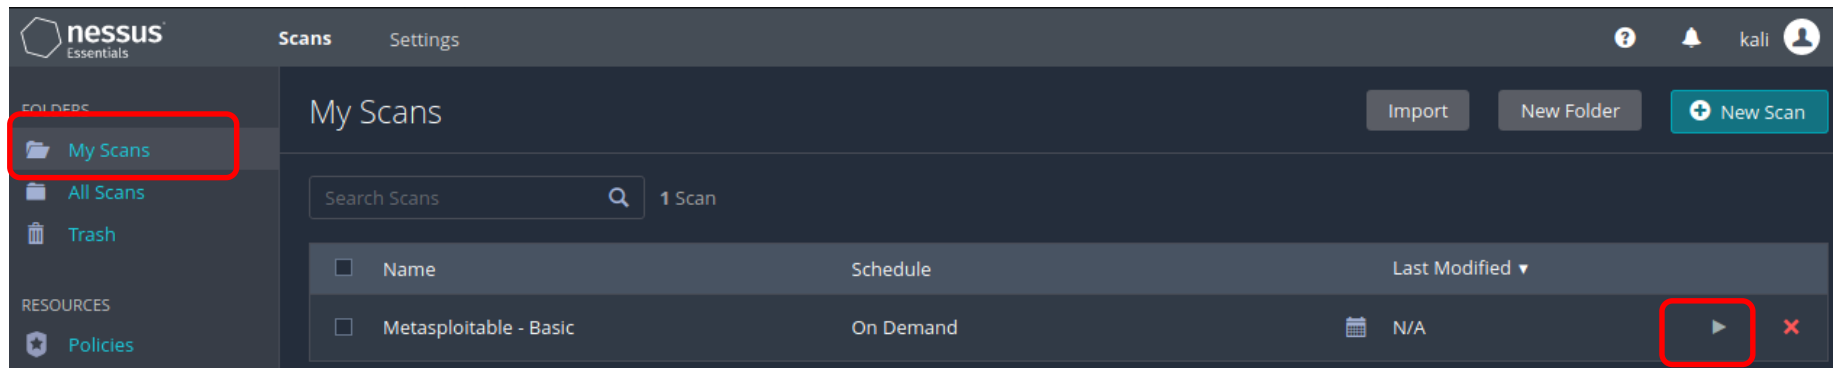 nessus
Essentials
Scans
Settings
kali
FOLDERS
My Scans
All Scans
Trash
RESOURCES
Policies
My Scans
Import
New Folder
New Scan
Search Scans
1 Scan
Name
Schedule
Last Modified ▾
Metasploitable - Basic
On Demand
N/A